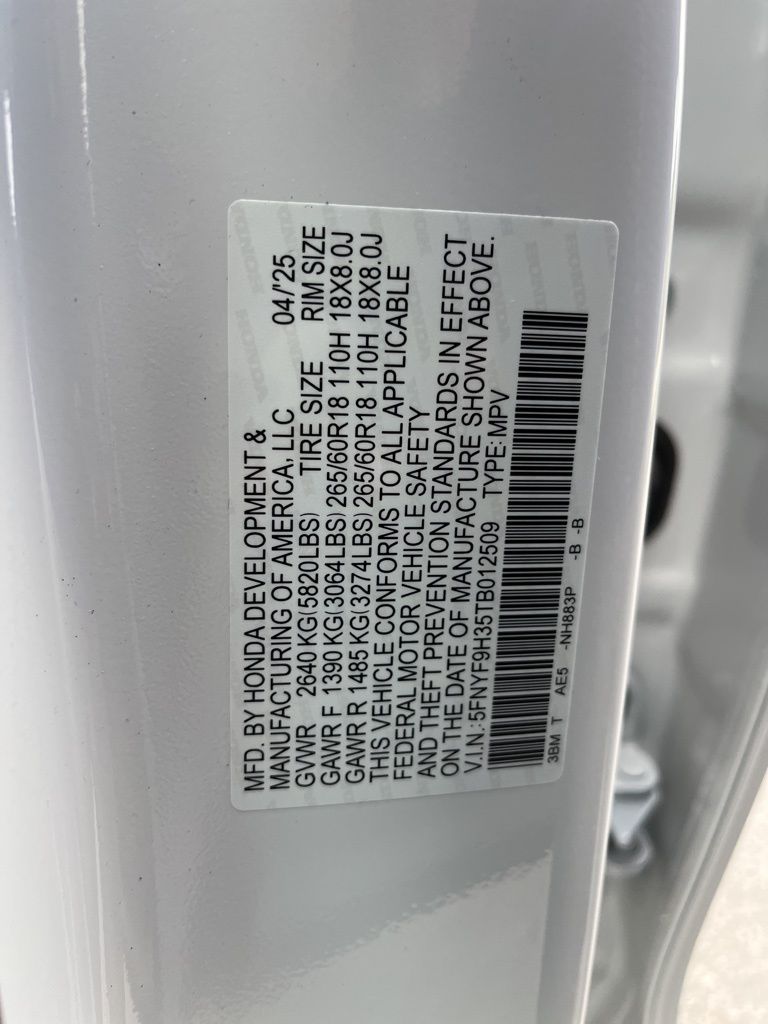 MFD. BY HONDA DEVELOPMENT &
MANUFACTURING OF AMERICA, LLC 04/'25
GVWR 2640 KG(5820LBS) TIRE SIZE RIM SIZE
GAWR F 1390 KG(3064LBS) 265/60R18 110H 18X8.0J
GAWR R 1485 KG(3274LBS) 265/60R18 110H 18X8.0J
THIS VEHICLE CONFORMS TO ALL APPLICABLE
FEDERAL MOTOR VEHICLE SAFETY
AND THEFT PREVENTION STANDARDS IN EFFECT
ON THE DATE OF MANUFACTURE SHOWN ABOVE.
V.I.N.:5FNYF9H35TB012509 TYPE: MPV
3BM T AE5 -NH883P -B -B